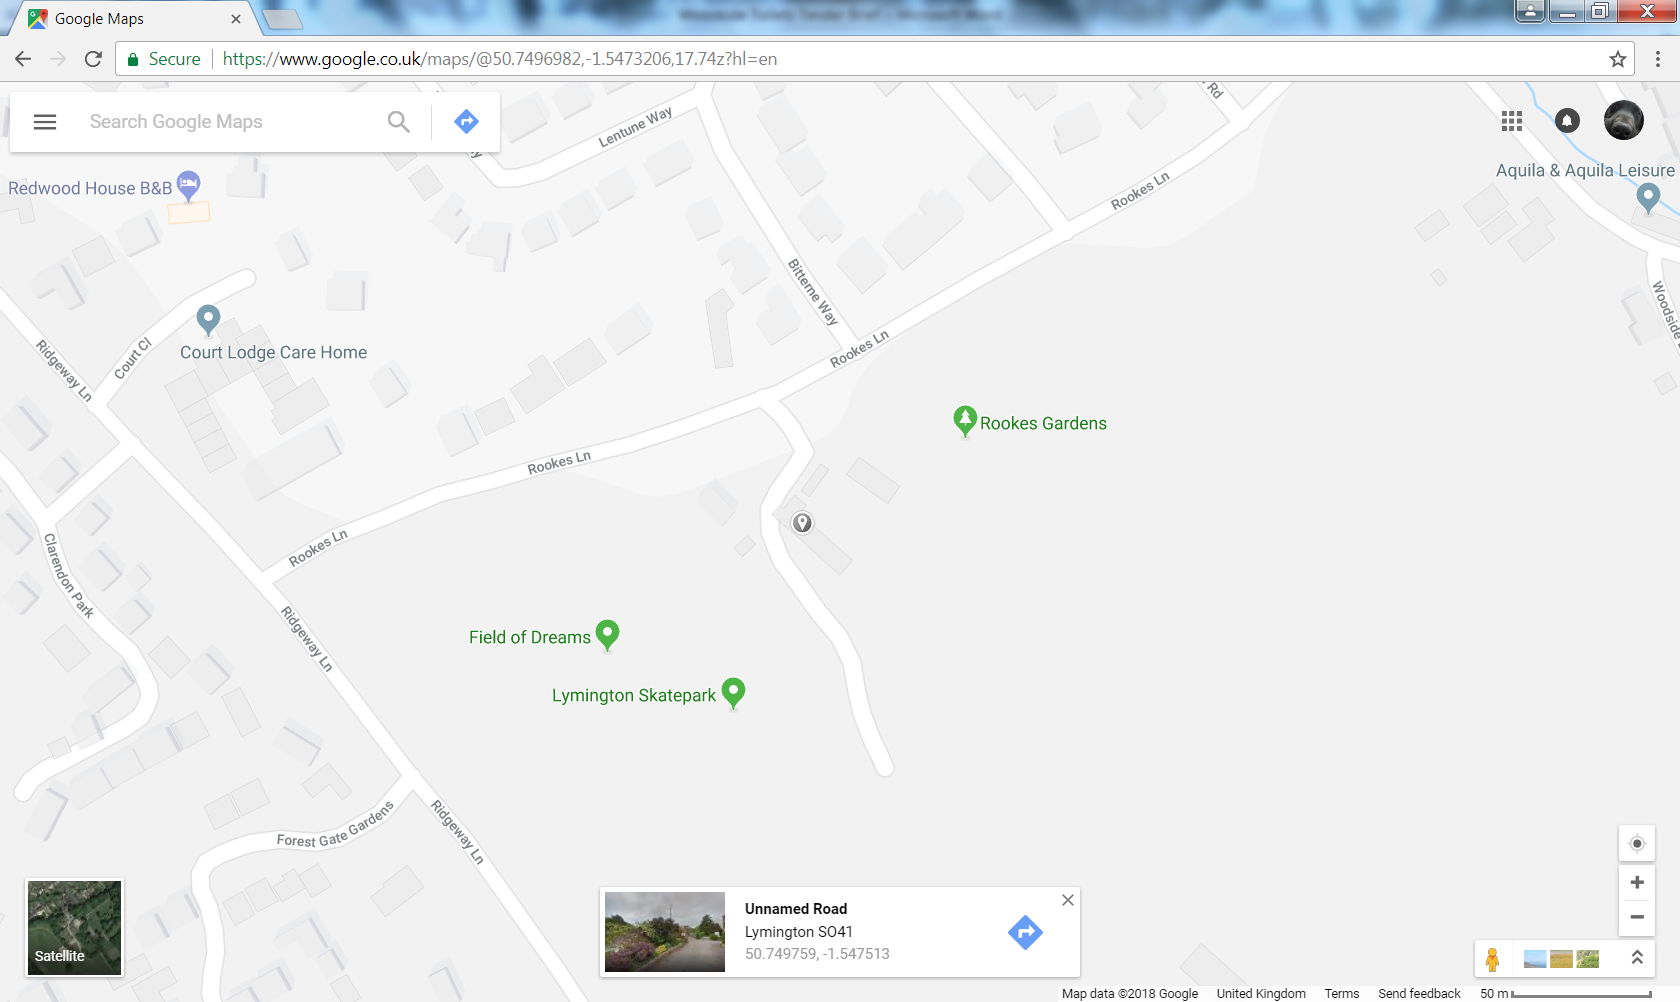 Google Maps
Secure
https://www.google.co.uk/maps/@50.7496982,-1.5473206,17.74z?hl=en
Search Google Maps
Lentune Way
Rd
Rookes Ln
Aquila & Aquila Leisure
Redwood House B&B
Bitterne Way
Woodside
Court Cl
Ridgeway Ln
Court Lodge Care Home
Rookes Ln
Rookes Gardens
Rookes Ln
Rookes Ln
Clarendon Park
Ridgeway Ln
Field of Dreams
Lymington Skatepark
Forest Gate Gardens
Ridgeway Ln
Satellite
Unnamed Road
Lymington SO41
50.749759, -1.547513
Map data ©2018 Google United Kingdom Terms Send feedback 50 m